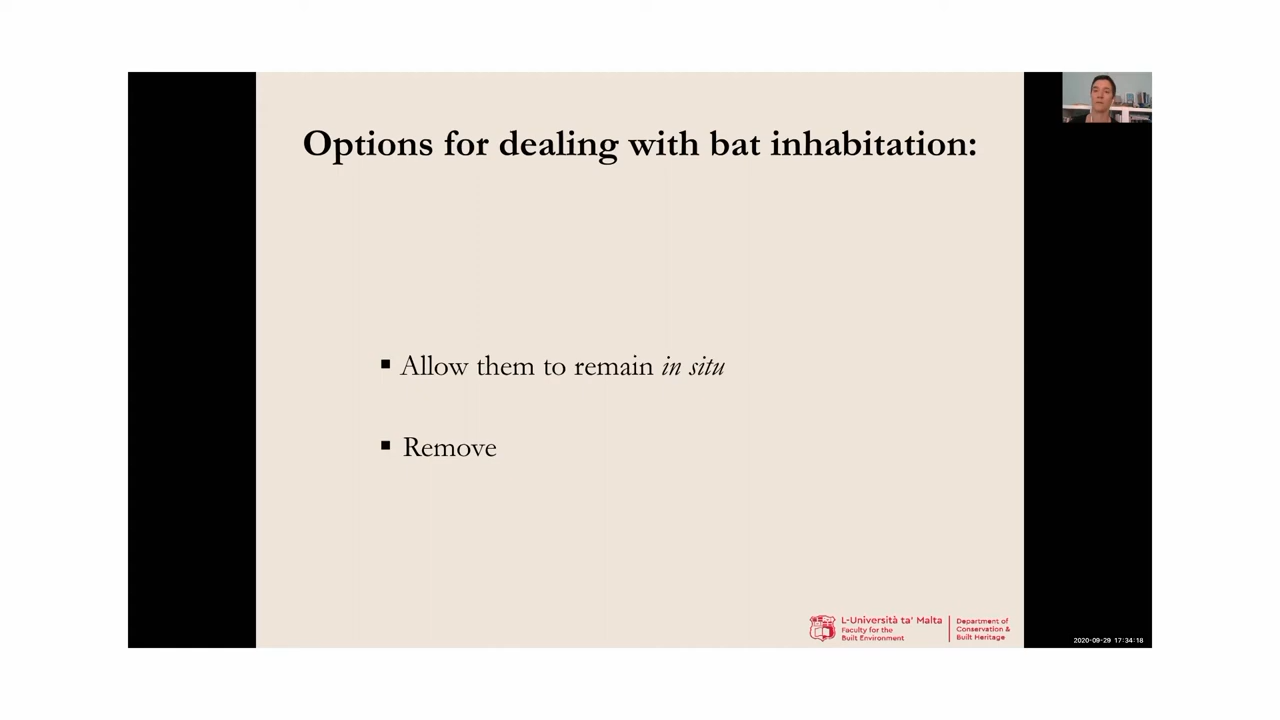 Options for dealing with bat inhabitation:
▪ Allow them to remain in situ
▪ Remove
L-Università ta' Malta
Faculty for the
Built Environment
Department of
Conservation &
Built Heritage
2020-09-29 17:34:18